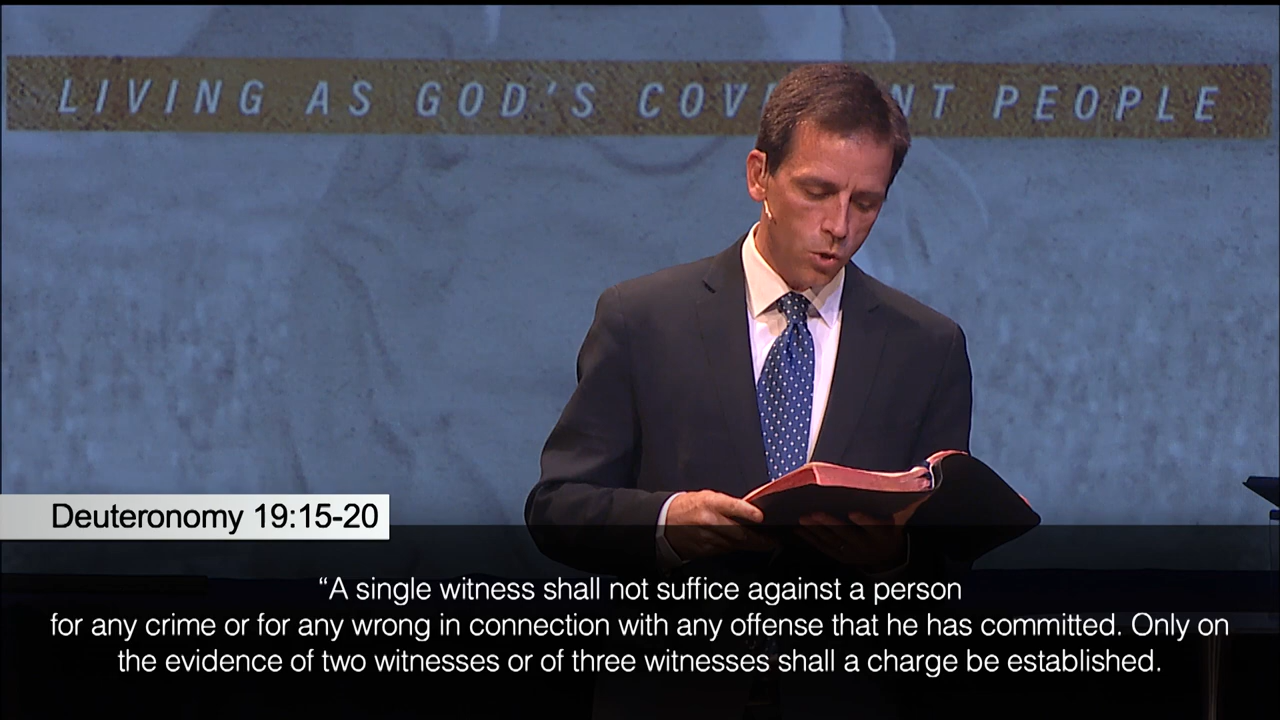 LIVING AS GOD'S COV NT PEOPLE
Deuteronomy 19:15-20
“A single witness shall not suffice against a person
for any crime or for any wrong in connection with any offense that he has committed. Only on
the evidence of two witnesses or of three witnesses shall a charge be established.